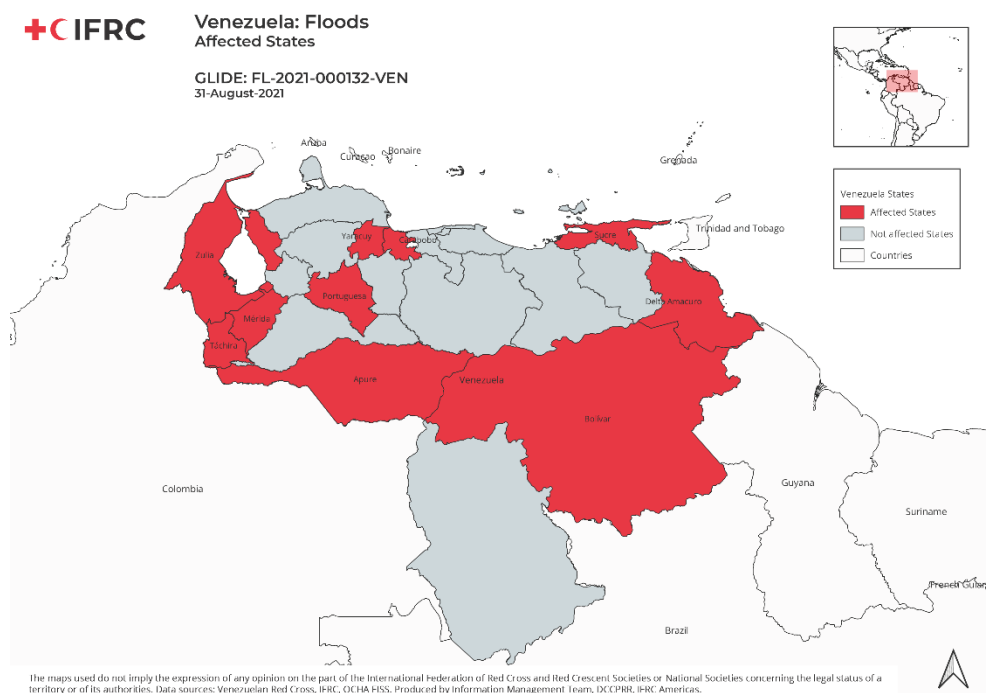 IFRC
Venezuela: Floods
Affected States
GLIDE: FL-2021-000132-VEN
31-August-2021
Venezuela States
Affected States
Not affected States
Countries
Aruba
Curacao
Bonaire
Grenada
Trinidad and Tobago
Yaracuy
Carabobo
Sucre
Zulia
Portuguesa
Delta Amacuro
Mérida
Táchira
Apure
Venezuela
Bolívar
Colombia
Guyana
Suriname
French Guiana
Brazil
The maps used do not imply the expression of any opinion on the part of the International Federation of Red Cross and Red Crescent Societies or National Societies concerning the legal status of a
territory or of its authorities. Data sources: Venezuelan Red Cross, IFRC, OCHA FISS. Produced by Information Management Team, DCCPRR, IFRC Americas.